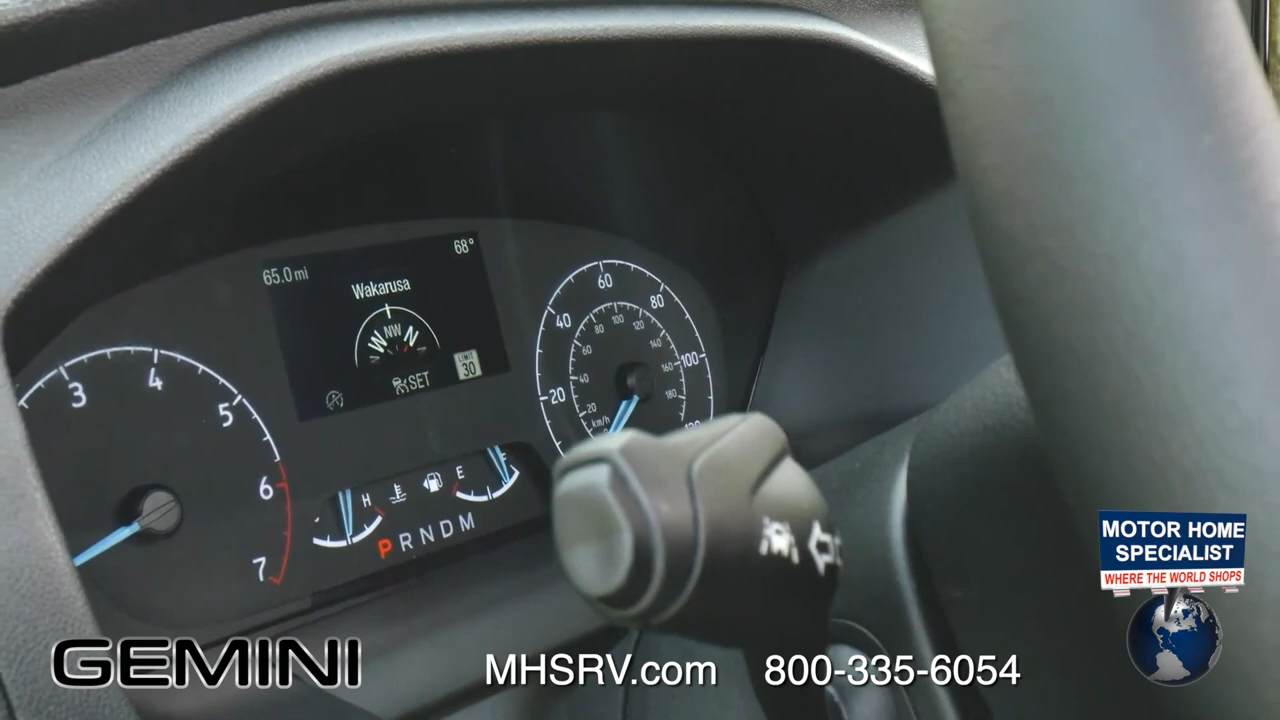 68°
65.0 mi
Wakarusa
W NW N
LIMIT
30
SET
3
4
5
6
7
H
E
F
P R N D M
20
40
60
80
100
120
20
40
60
80
100
120
140
160
180
km/h
GEMINI
MHSRV.com 800-335-6054
MOTOR HOME
SPECIALIST
WHERE THE WORLD SHOPS